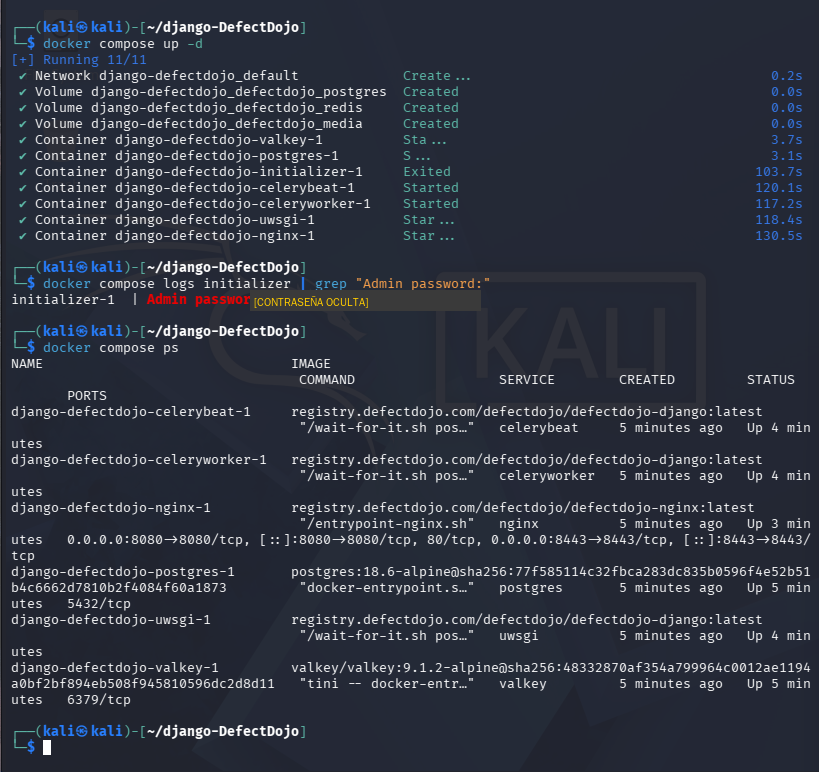 ┌──(kali㉿kali)-[~/django-DefectDojo]
└─$ docker compose up -d
[+] Running 11/11
✔ Network django-defectdojo_default Create... 0.2s
✔ Volume django-defectdojo_defectdojo_postgres Created 0.0s
✔ Volume django-defectdojo_defectdojo_redis Created 0.0s
✔ Volume django-defectdojo_defectdojo_media Created 0.0s
✔ Container django-defectdojo-valkey-1 Sta... 3.7s
✔ Container django-defectdojo-postgres-1 S... 3.1s
✔ Container django-defectdojo-initializer-1 Exited 103.7s
✔ Container django-defectdojo-celerybeat-1 Started 120.1s
✔ Container django-defectdojo-celeryworker-1 Started 117.2s
✔ Container django-defectdojo-uwsgi-1 Star... 118.4s
✔ Container django-defectdojo-nginx-1 Star... 130.5s
┌──(kali㉿kali)-[~/django-DefectDojo]
└─$ docker compose logs initializer | grep "Admin password:"
initializer-1 | Admin passwor [CONTRASEÑA OCULTA]
┌──(kali㉿kali)-[~/django-DefectDojo]
└─$ docker compose ps
NAME IMAGE
COMMAND SERVICE CREATED STATUS
PORTS
django-defectdojo-celerybeat-1 registry.defectdojo.com/defectdojo/defectdojo-django:latest
"/wait-for-it.sh pos…" celerybeat 5 minutes ago Up 4 min
utes
django-defectdojo-celeryworker-1 registry.defectdojo.com/defectdojo/defectdojo-django:latest
"/wait-for-it.sh pos…" celeryworker 5 minutes ago Up 4 min
utes
django-defectdojo-nginx-1 registry.defectdojo.com/defectdojo/defectdojo-nginx:latest
"/entrypoint-nginx.sh" nginx 5 minutes ago Up 3 min
utes 0.0.0.0:8080->8080/tcp, [::]:8080->8080/tcp, 80/tcp, 0.0.0.0:8443->8443/tcp, [::]:8443->8443/
tcp
django-defectdojo-postgres-1 postgres:18.6-alpine@sha256:77f585114c32fbca283dc835b0596f4e52b51
b4c6662d7810b2f4084f60a1873 "docker-entrypoint.s…" postgres 5 minutes ago Up 5 min
utes 5432/tcp
django-defectdojo-uwsgi-1 registry.defectdojo.com/defectdojo/defectdojo-django:latest
"/wait-for-it.sh pos…" uwsgi 5 minutes ago Up 4 min
utes
django-defectdojo-valkey-1 valkey/valkey:9.1.2-alpine@sha256:48332870af354a799964c0012ae1194
a0bf2bf894eb508f945810596dc2d8d11 "tini -- docker-entr…" valkey 5 minutes ago Up 5 min
utes 6379/tcp
┌──(kali㉿kali)-[~/django-DefectDojo]
└─$
KALI